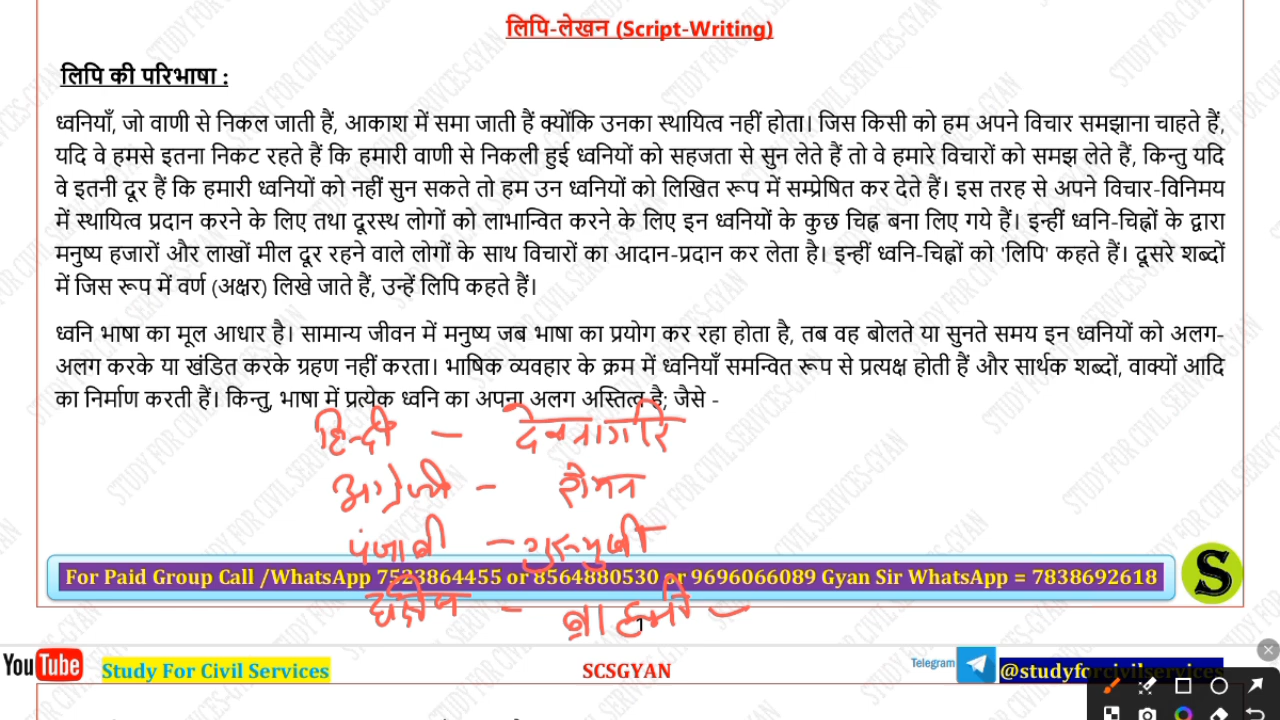 लिपि-लेखन (Script-Writing)
लिपि की परिभाषा :
ध्वनियाँ, जो वाणी से निकल जाती हैं, आकाश में समा जाती हैं क्योंकि उनका स्थायित्व नहीं होता। जिस किसी को हम अपने विचार समझाना चाहते हैं,
यदि वे हमसे इतना निकट रहते हैं कि हमारी वाणी से निकली हुई ध्वनियों को सहजता से सुन लेते हैं तो वे हमारे विचारों को समझ लेते हैं, किन्तु यदि
वे इतनी दूर हैं कि हमारी ध्वनियों को नहीं सुन सकते तो हम उन ध्वनियों को लिखित रूप में सम्प्रेषित कर देते हैं। इस तरह से अपने विचार-विनिमय
में स्थायित्व प्रदान करने के लिए तथा दूरस्थ लोगों को लाभान्वित करने के लिए इन ध्वनियों के कुछ चिह्न बना लिए गये हैं। इन्हीं ध्वनि-चिह्नों के द्वारा
मनुष्य हजारों और लाखों मील दूर रहने वाले लोगों के साथ विचारों का आदान-प्रदान कर लेता है। इन्हीं ध्वनि-चिह्नों को 'लिपि' कहते हैं। दूसरे शब्दों
में जिस रूप में वर्ण (अक्षर) लिखे जाते हैं, उन्हें लिपि कहते हैं।
ध्वनि भाषा का मूल आधार है। सामान्य जीवन में मनुष्य जब भाषा का प्रयोग कर रहा होता है, तब वह बोलते या सुनते समय इन ध्वनियों को अलग-
अलग करके या खंडित करके ग्रहण नहीं करता। भाषिक व्यवहार के क्रम में ध्वनियाँ समन्वित रूप से प्रत्यक्ष होती हैं और सार्थक शब्दों, वाक्यों आदि
का निर्माण करती हैं। किन्तु, भाषा में प्रत्येक ध्वनि का अपना अलग अस्तित्व है; जैसे -
हिन्दी - देवनागरि
अंग्रेजी - रोमन
पंजाबी - गुरूमुखी
For Paid Group Call /WhatsApp 7523864455 or 8564880530 or 9696066089 Gyan Sir WhatsApp = 7838692618
S
- ब्राह्मी -
1
YouTube Study For Civil Services SCSGYAN Telegram @studyforcivilservices